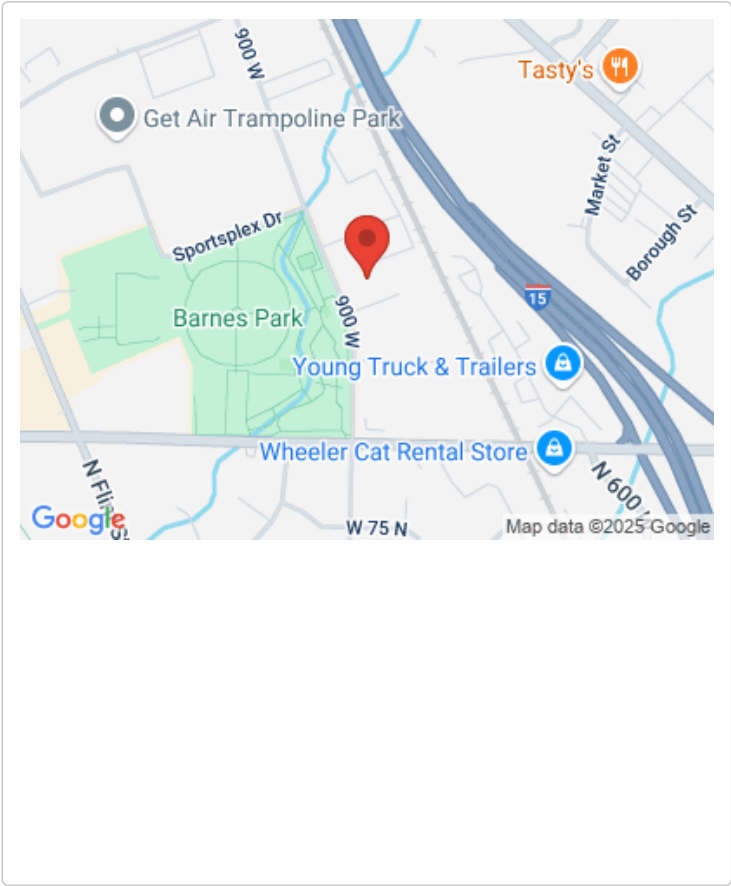 900 W
Tasty's
Get Air Trampoline Park
Market St
Borough St
Sportsplex Dr
15
Barnes Park
900 W
Young Truck & Trailers
Wheeler Cat Rental Store
N 600
N
W 75 N
Google
Map data ©2025 Google